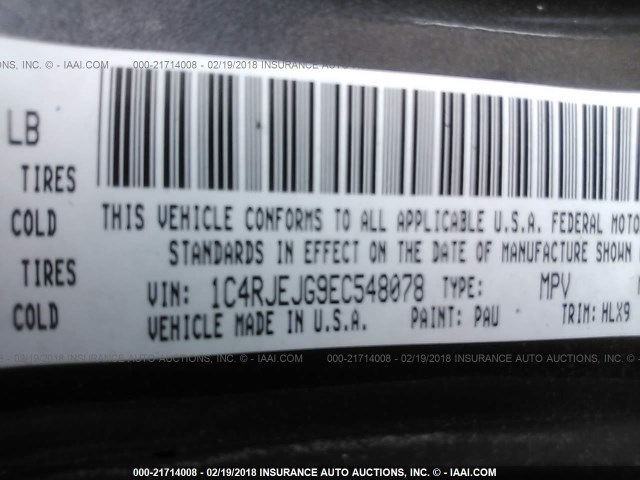 000-21714008 - 02/19/2018 INSURANCE AUTO AUCTIONS, INC. © - IAAI.COM
LB
TIRES
COLD
TIRES
COLD
THIS VEHICLE CONFORMS TO ALL APPLICABLE U.S.A. FEDERAL MOTO
STANDARDS IN EFFECT ON THE DATE OF MANUFACTURE SHOWN
VIN: 1C4RJEJG9EC548078 TYPE: MPV
VEHICLE MADE IN U.S.A. PAINT: PAU TRIM: HLX9
000-21714008 - 02/19/2018 INSURANCE AUTO AUCTIONS, INC. © - IAAI.COM
000-21714008 - 02/19/2018 INSURANCE AUTO AUCTIONS, INC. © - IAAI.COM